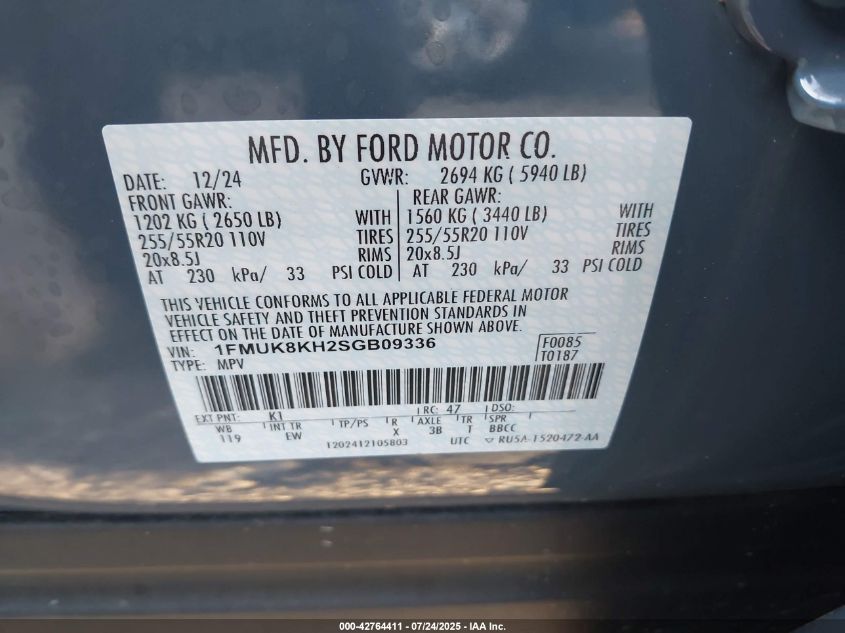 MFD. BY FORD MOTOR CO.
DATE: 12/24 GVWR: 2694 KG ( 5940 LB)
FRONT GAWR: REAR GAWR:
1202 KG ( 2650 LB) WITH 1560 KG ( 3440 LB) WITH
255/55R20 110V TIRES 255/55R20 110V TIRES
20x8.5J RIMS 20x8.5J RIMS
AT 230 kPa/ 33 PSI COLD AT 230 kPa/ 33 PSI COLD
THIS VEHICLE CONFORMS TO ALL APPLICABLE FEDERAL MOTOR
VEHICLE SAFETY AND THEFT PREVENTION STANDARDS IN
EFFECT ON THE DATE OF MANUFACTURE SHOWN ABOVE.
VIN: 1FMUK8KH2SGB09336 F0085
TYPE: MPV T0187
EXT PNT: K1 RC: 47 DSO:
WB INT TR TP/PS R AXLE TR SPR
119 EW X 3B T BBCC
1202412105803 UTC ▽ RU5A-1520472-AA
000-42764411 - 07/24/2025 - IAA Inc.